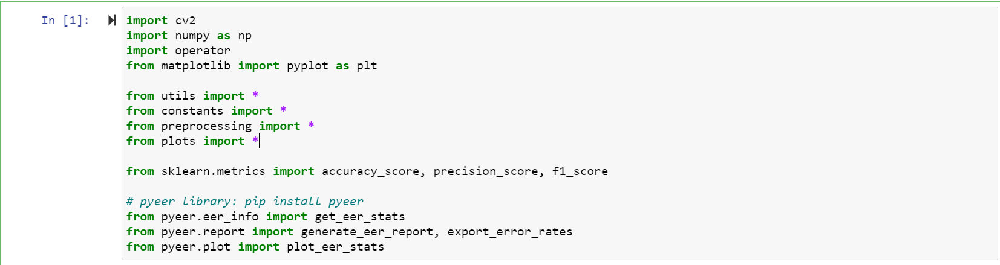 In [1]:
import cv2
import numpy as np
import operator
from matplotlib import pyplot as plt
from utils import *
from constants import *
from preprocessing import *
from plots import *
from sklearn.metrics import accuracy_score, precision_score, f1_score
# pyeer library: pip install pyeer
from pyeer.eer_info import get_eer_stats
from pyeer.report import generate_eer_report, export_error_rates
from pyeer.plot import plot_eer_stats